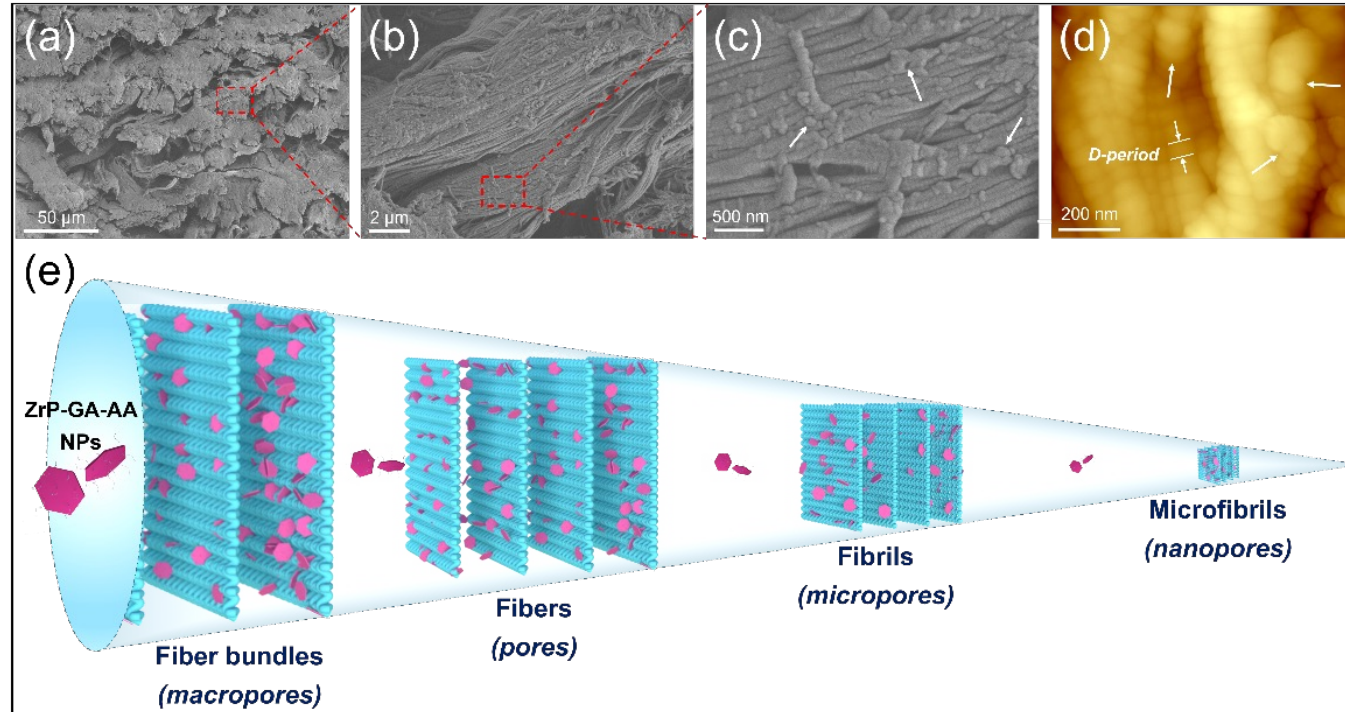 (a)
50 µm
(b)
2 µm
(c)
500 nm
(d)
D-period
200 nm
(e)
ZrP-GA-AA
NPs
Fiber bundles
(macropores)
Fibers
(pores)
Fibrils
(micropores)
Microfibrils
(nanopores)